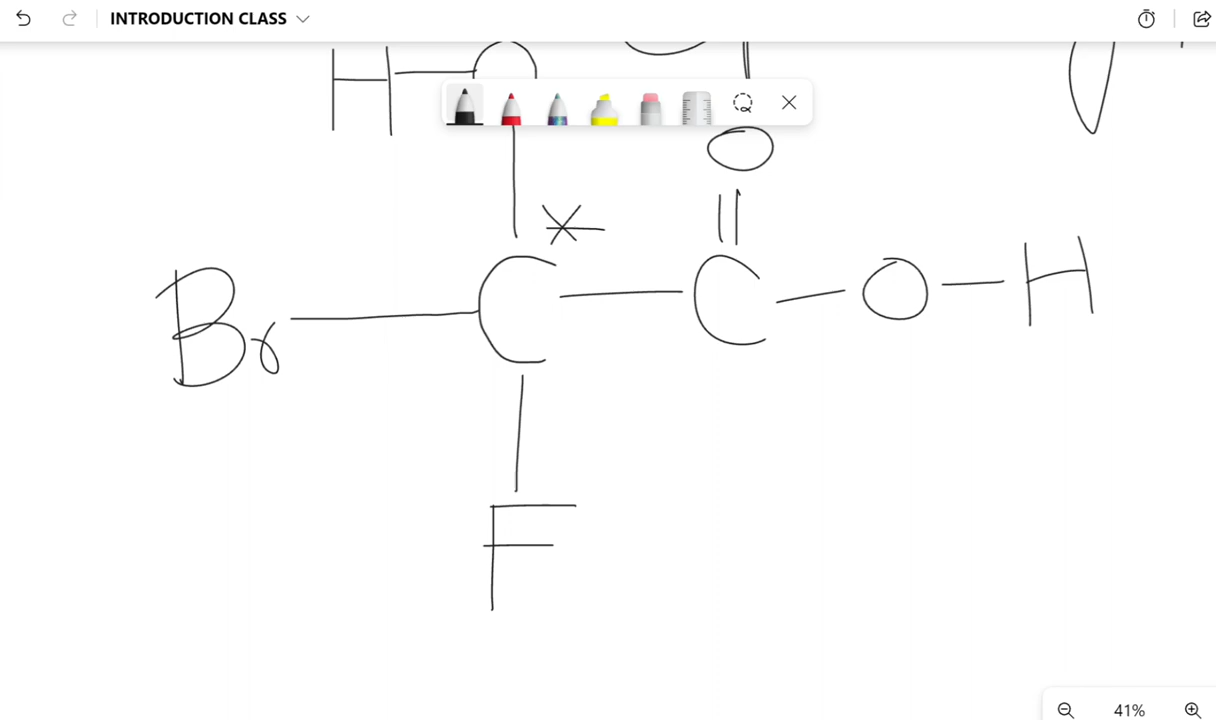 INTRODUCTION CLASS
H — O
O
Br — C * — C — O — H
F
41%